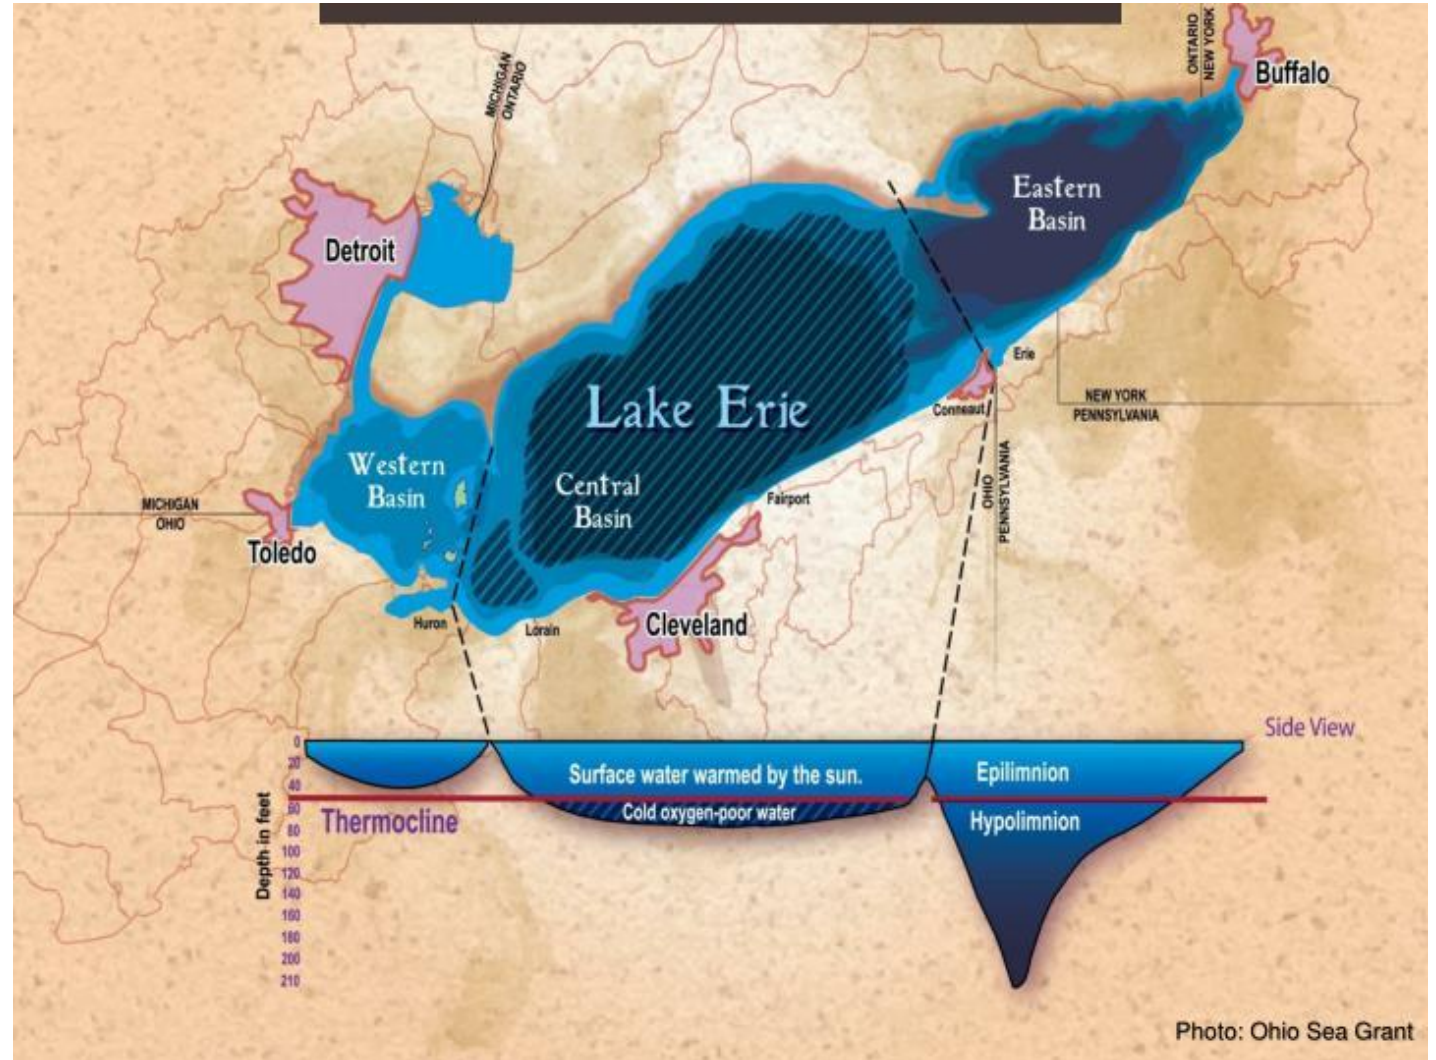 ONTARIO
NEW YORK
Buffalo
MICHIGAN
ONTARIO
Eastern
Basin
Detroit
Erie
NEW YORK
PENNSYLVANIA
Conneaut
Lake Erie
Western
Basin
Central
Basin
Fairport
OHIO
PENNSYLVANIA
MICHIGAN
OHIO
Toledo
Huron
Lorain
Cleveland
Side View
0
20
40
60
80
100
120
140
160
180
200
210
Depth in feet
Surface water warmed by the sun.
Epilimnion
Cold oxygen-poor water
Thermocline
Hypolimnion
Photo: Ohio Sea Grant